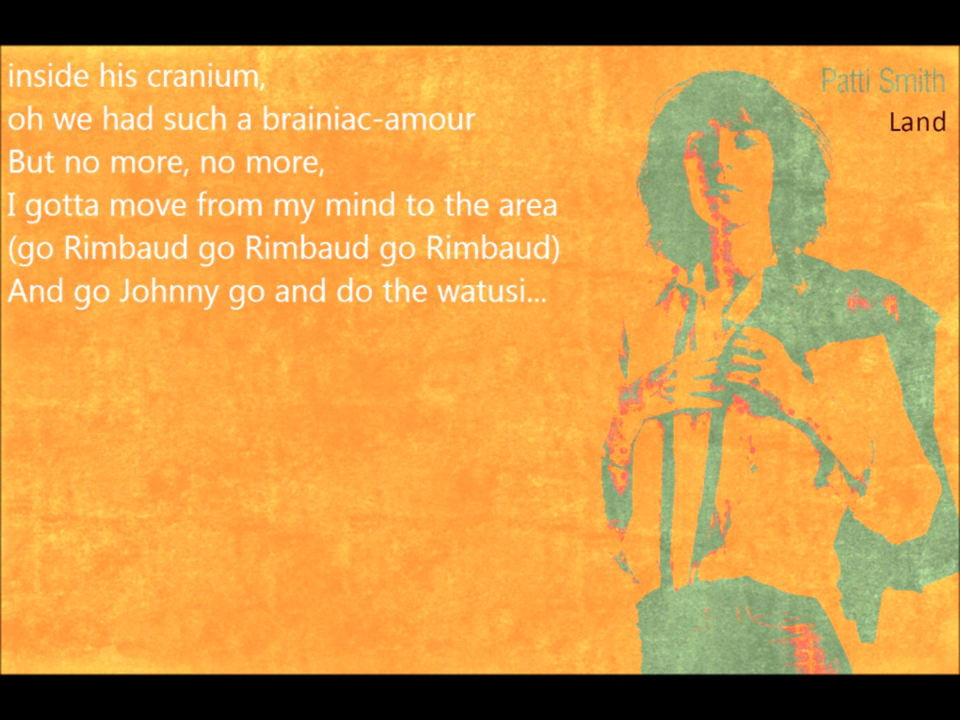 inside his cranium,
oh we had such a brainiac-amour
But no more, no more,
I gotta move from my mind to the area
(go Rimbaud go Rimbaud go Rimbaud)
And go Johnny go and do the watusi...
Patti Smith
Land